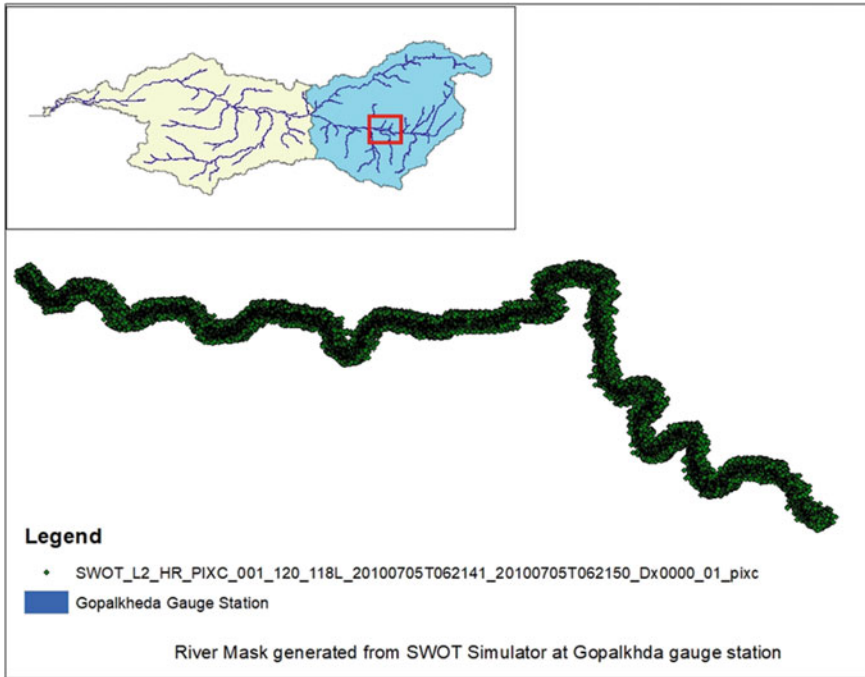 Legend
SWOT_L2_HR_PIXC_001_120_118L_20100705T062141_20100705T062150_Dx0000_01_pixc
Gopalkheda Gauge Station
River Mask generated from SWOT Simulator at Gopalkhda gauge station